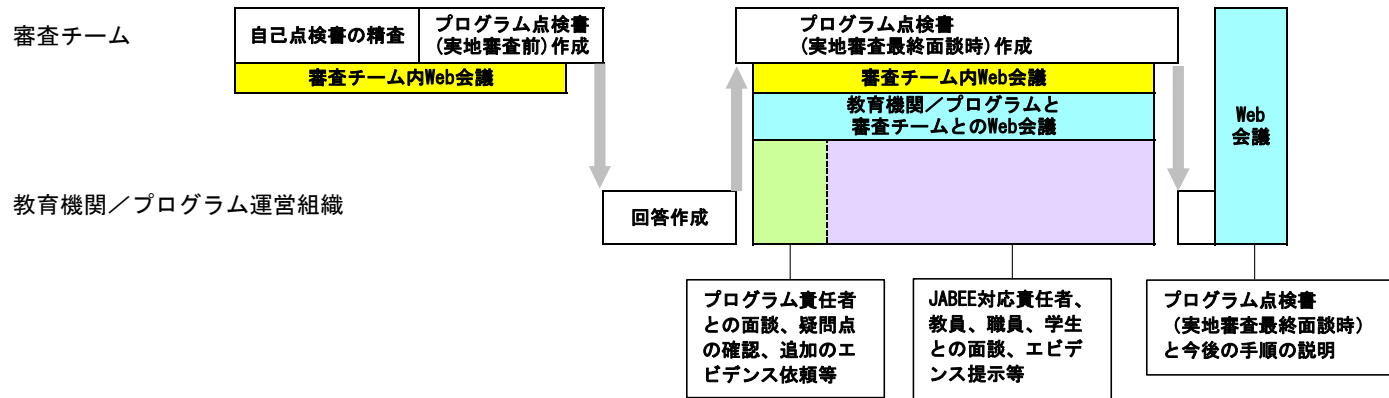 審査チーム
自己点検書の精査
プログラム点検書
(実地審査前)作成
審査チーム内Web会議
プログラム点検書
(実地審査最終面談時)作成
審査チーム内Web会議
教育機関／プログラムと
審査チームとのWeb会議
Web
会議
教育機関／プログラム運営組織
回答作成
プログラム責任者
との面談、疑問点
の確認、追加のエ
ビデンス依頼等
JABEE対応責任者、
教員、職員、学生
との面談、エビデ
ンス提示等
プログラム点検書
（実地審査最終面談時）
と今後の手順の説明